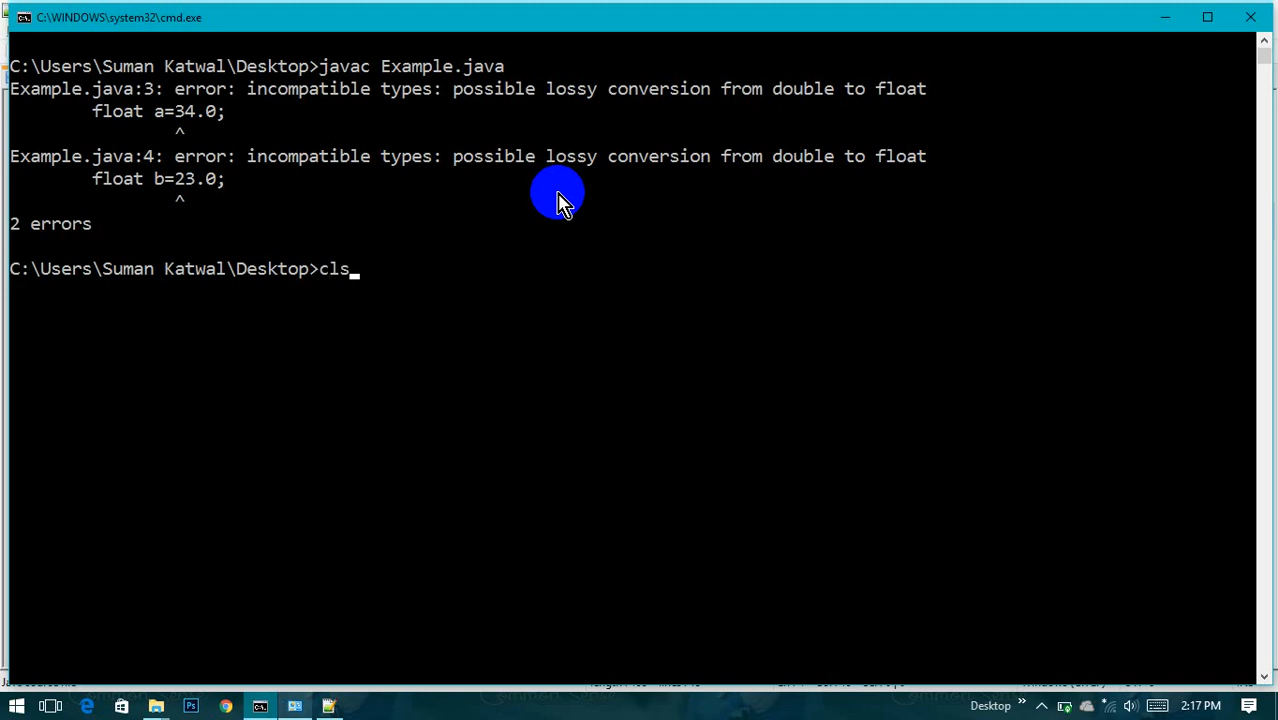 C:\WINDOWS\system32\cmd.exe
C:\Users\Suman Katwal\Desktop>javac Example.java
Example.java:3: error: incompatible types: possible lossy conversion from double to float
        float a=34.0;
                ^
Example.java:4: error: incompatible types: possible lossy conversion from double to float
        float b=23.0;
                ^
2 errors
C:\Users\Suman Katwal\Desktop>cls_
Desktop
2:17 PM